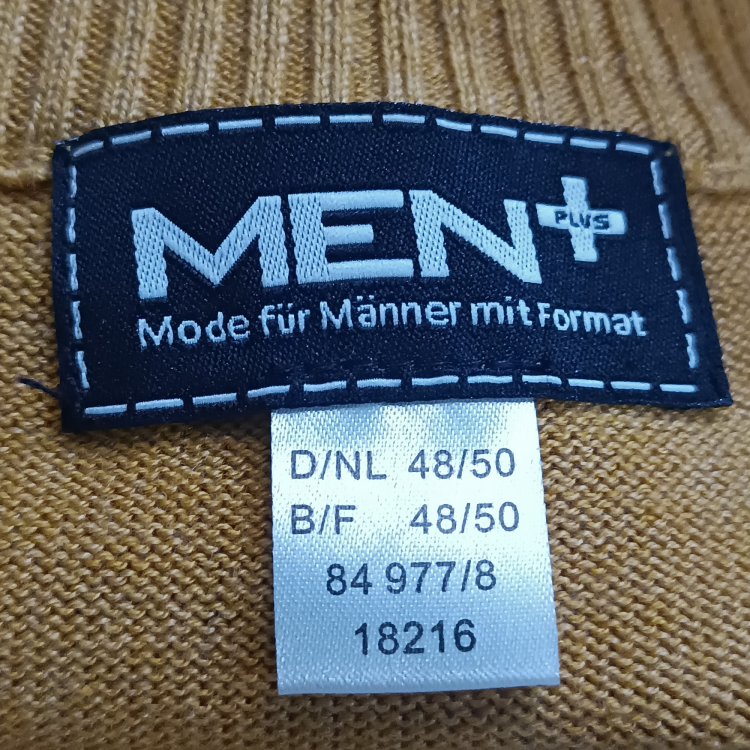 MEN+
PLUS
Mode für Männer mit Format
D/NL 48/50
B/F 48/50
84 977/8
18216